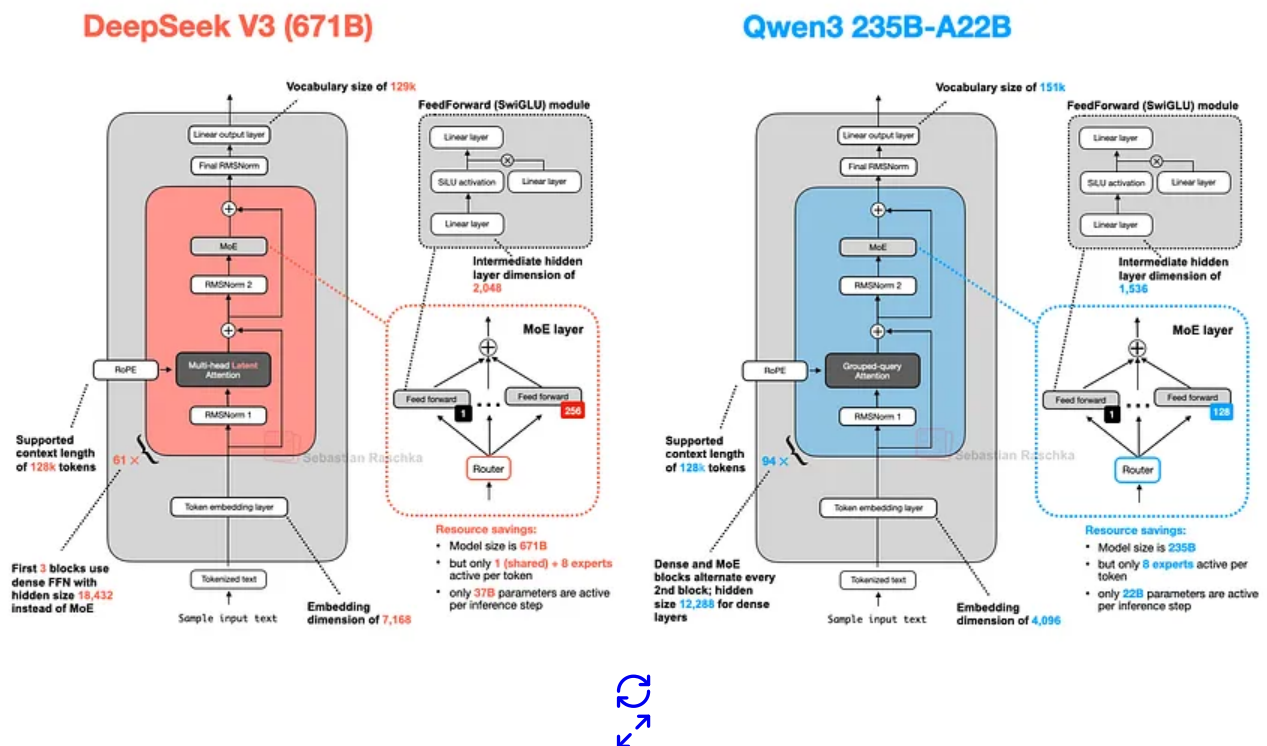 DeepSeek V3 (671B)
Vocabulary size of 129k
FeedForward (SwiGLU) module
Linear output layer
Linear layer
Final RMSNorm
SiLU activation
Linear layer
Linear layer
MoE
Intermediate hidden
layer dimension of
2,048
RMSNorm 2
MoE layer
RoPE
Multi-head Latent
Attention
Feed forward
1
Feed forward
256
RMSNorm 1
Supported
context length
of 128k tokens
61 ×
Sebastian Raschka
Router
Token embedding layer
Resource savings:
• Model size is 671B
• but only 1 (shared) + 8 experts
active per token
• only 37B parameters are active
per inference step
First 3 blocks use
dense FFN with
hidden size 18,432
instead of MoE
Tokenized text
Embedding
dimension of 7,168
Sample input text
Qwen3 235B-A22B
Vocabulary size of 151k
FeedForward (SwiGLU) module
Linear output layer
Linear layer
Final RMSNorm
SiLU activation
Linear layer
Linear layer
MoE
Intermediate hidden
layer dimension of
1,536
RMSNorm 2
MoE layer
RoPE
Grouped-query
Attention
Feed forward
1
Feed forward
128
RMSNorm 1
Supported
context length
of 128k tokens
94 ×
Sebastian Raschka
Router
Token embedding layer
Resource savings:
• Model size is 235B
• but only 8 experts active per
token
• only 22B parameters are active
per inference step
Dense and MoE
blocks alternate every
2nd block; hidden
size 12,288 for dense
layers
Tokenized text
Embedding
dimension of 4,096
Sample input text